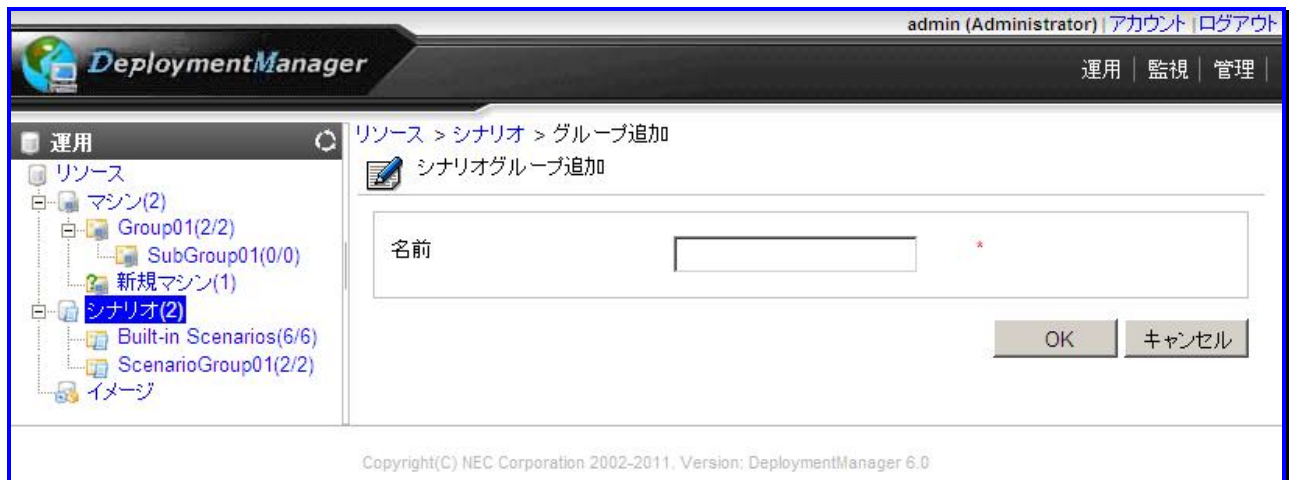 admin (Administrator) | アカウント | ログアウト
DeploymentManager
運用 | 監視 | 管理 |
運用
リソース
マシン(2)
Group01(2/2)
SubGroup01(0/0)
新規マシン(1)
シナリオ(2)
Built-in Scenarios(6/6)
ScenarioGroup01(2/2)
イメージ
リソース > シナリオ > グループ追加
シナリオグループ追加
名前 *
OK キャンセル
Copyright(C) NEC Corporation 2002-2011. Version: DeploymentManager 6.0